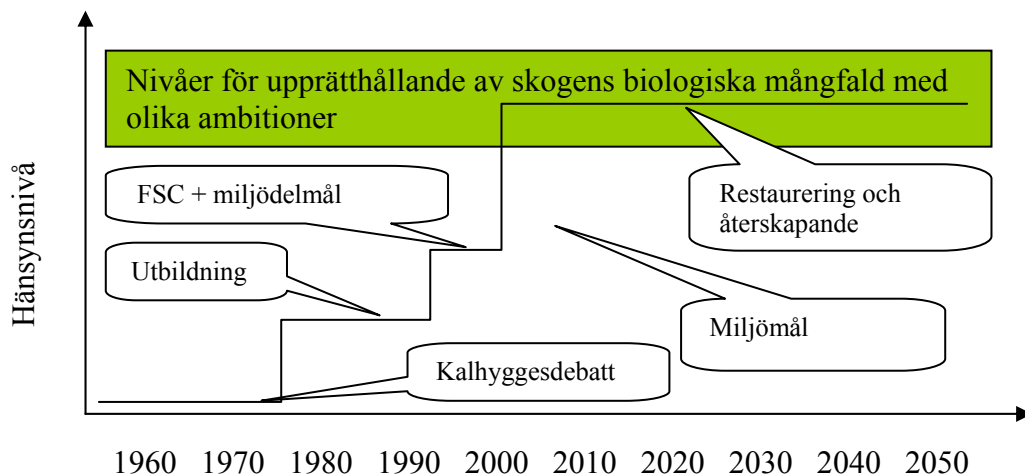 Nivåer för upprätthållande av skogens biologiska mångfald med
olika ambitioner
FSC + miljödelmål
Restaurering och
återskapande
Utbildning
Miljömål
Kalhyggesdebatt
Hänsynsnivå
1960 1970 1980 1990 2000 2010 2020 2030 2040 2050